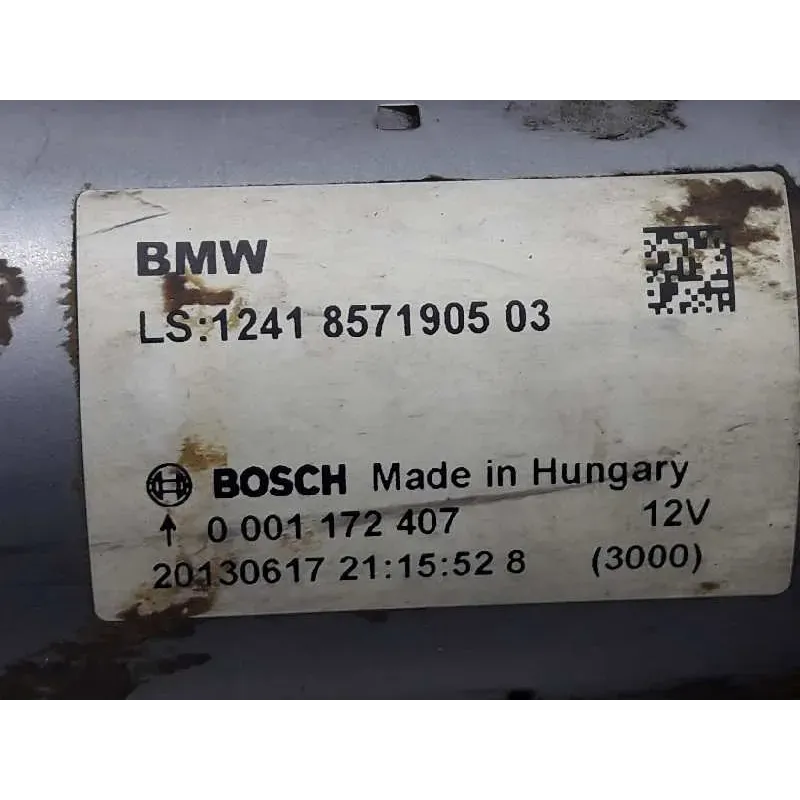 BMW
LS:1241 8571905 03
BOSCH Made in Hungary
↑ 0 001 172 407 12V
20130617 21:15:52 8 (3000)